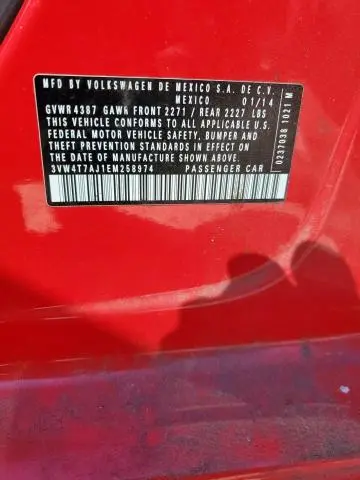 MFD BY VOLKSWAGEN DE MEXICO S.A. DE C.V.
MEXICO 01/14
GVWR 4387 GAWR FRONT 2271 / REAR 2227 LBS
THIS VEHICLE CONFORMS TO ALL APPLICABLE U.S.
FEDERAL MOTOR VEHICLE SAFETY, BUMPER AND
THEFT PREVENTION STANDARDS IN EFFECT ON
THE DATE OF MANUFACTURE SHOWN ABOVE.
3VW4T7AJ1EM258974 PASSENGER CAR
0237038 1021 M